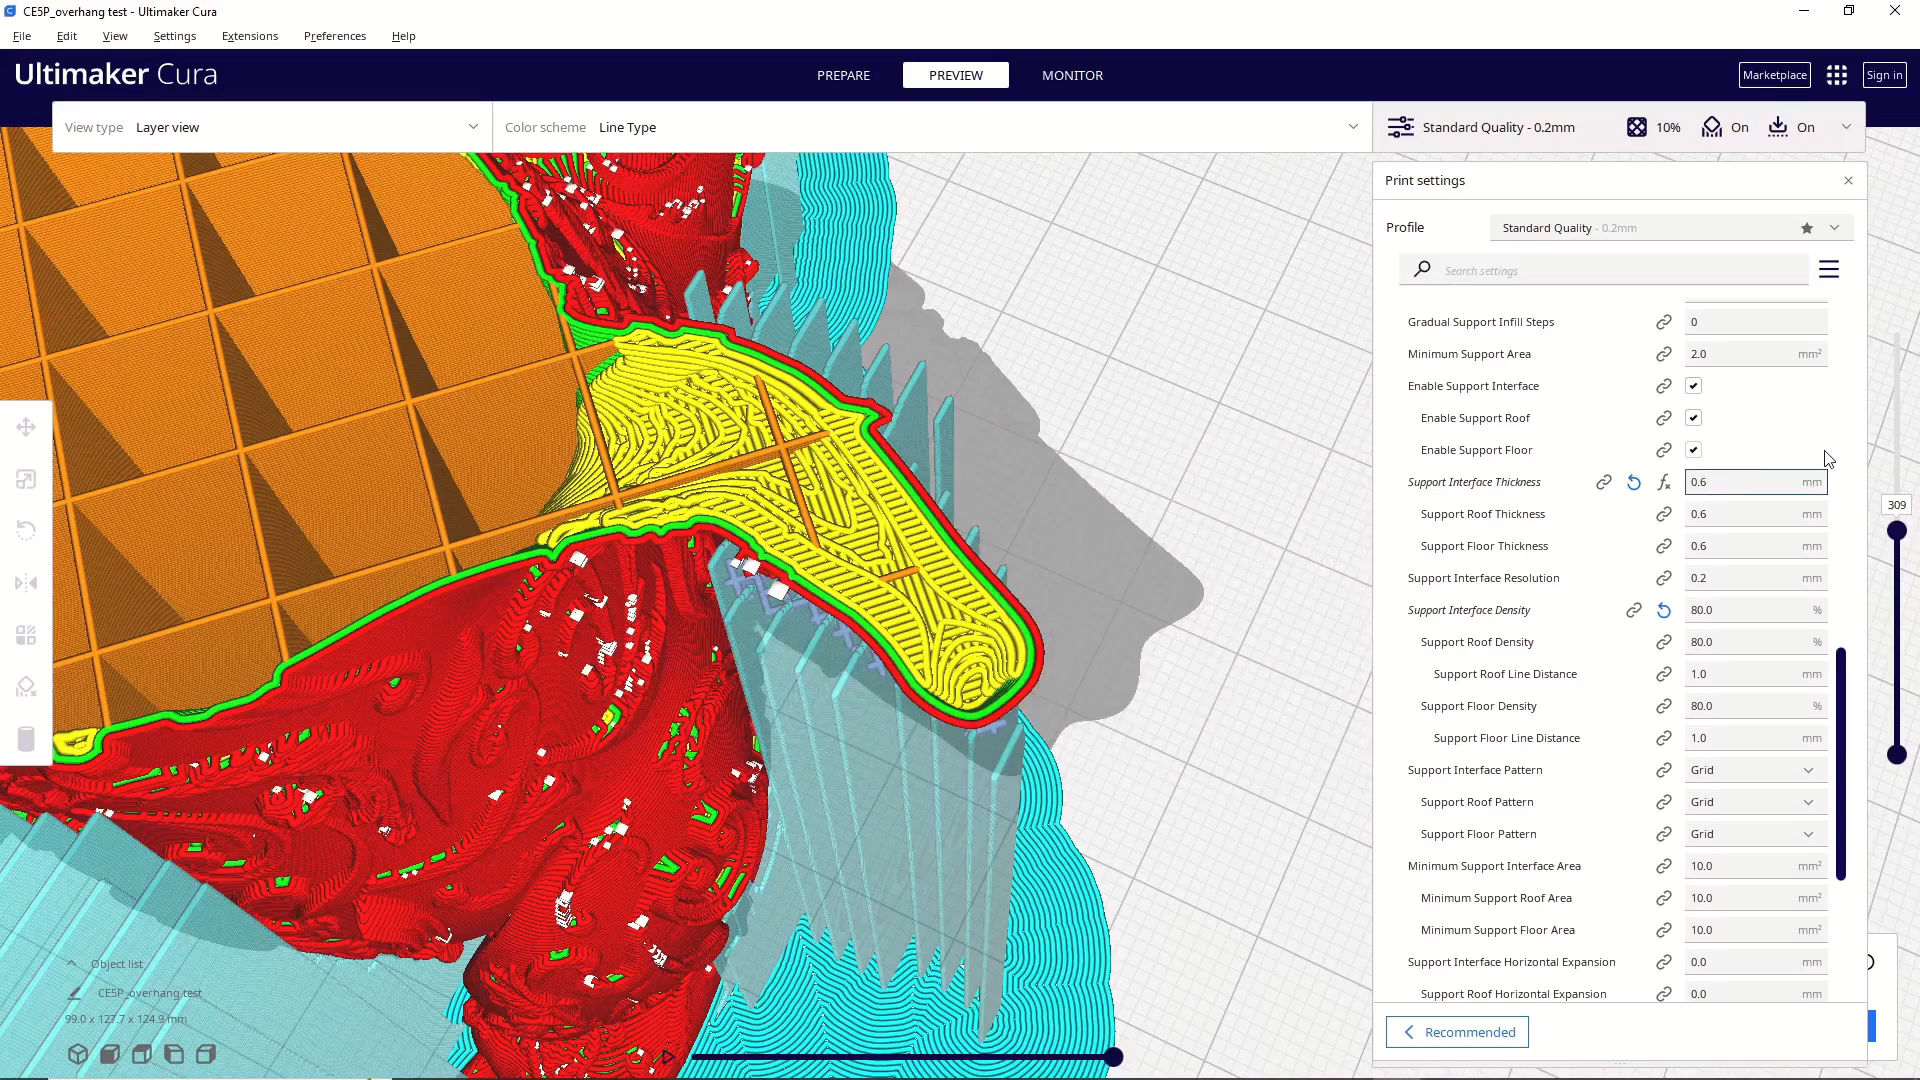 CE5P_overhang test - Ultimaker Cura
File Edit View Settings Extensions Preferences Help
Ultimaker Cura
PREPARE PREVIEW MONITOR
Marketplace Sign in
View type Layer view
Color scheme Line Type
Standard Quality - 0.2mm 10% On On
Print settings
Profile Standard Quality - 0.2mm
Search settings
Gradual Support Infill Steps 0
Minimum Support Area 2.0 mm²
Enable Support Interface
Enable Support Roof
Enable Support Floor
Support Interface Thickness 0.6 mm
Support Roof Thickness 0.6 mm
Support Floor Thickness 0.6 mm
Support Interface Resolution 0.2 mm
Support Interface Density 80.0 %
Support Roof Density 80.0 %
Support Roof Line Distance 1.0 mm
Support Floor Density 80.0 %
Support Floor Line Distance 1.0 mm
Support Interface Pattern Grid
Support Roof Pattern Grid
Support Floor Pattern Grid
Minimum Support Interface Area 10.0 mm²
Minimum Support Roof Area 10.0 mm²
Minimum Support Floor Area 10.0 mm²
Support Interface Horizontal Expansion 0.0 mm
Support Roof Horizontal Expansion 0.0 mm
Recommended
309
Object list
CE5P_overhang test
99.0 x 127.7 x 124.9 mm